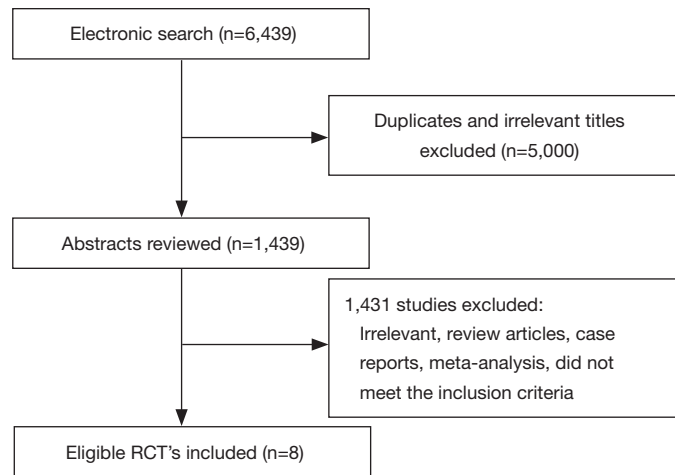 Electronic search (n=6,439)
Duplicates and irrelevant titles
excluded (n=5,000)
Abstracts reviewed (n=1,439)
1,431 studies excluded:
Irrelevant, review articles, case
reports, meta-analysis, did not
meet the inclusion criteria
Eligible RCT's included (n=8)